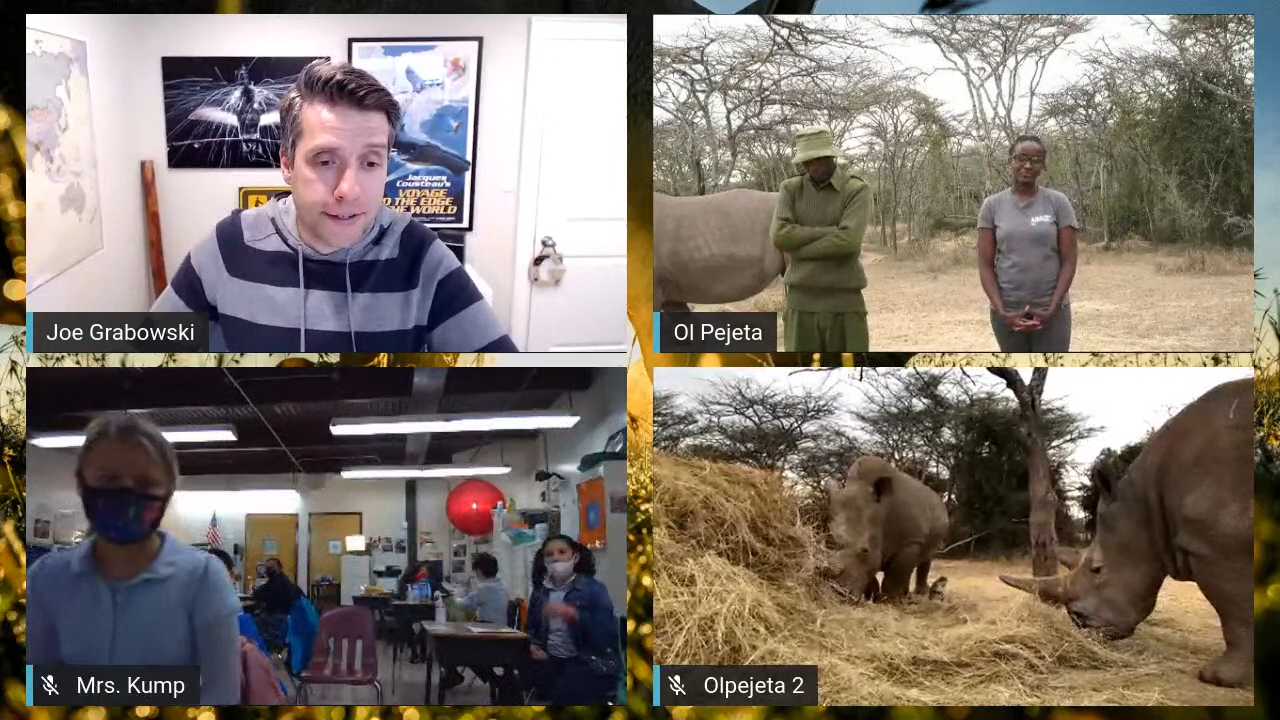 Jacques
Cousteau's
VOYAGE
TO THE EDGE
OF THE WORLD
Joe Grabowski
Ol Pejeta
Mrs. Kump
Olpejeta 2